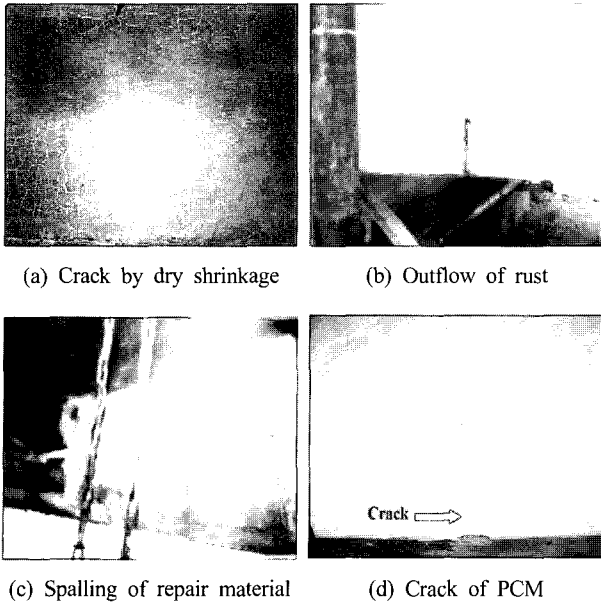 (a) Crack by dry shrinkage
(b) Outflow of rust
Crack
(c) Spalling of repair material
(d) Crack of PCM